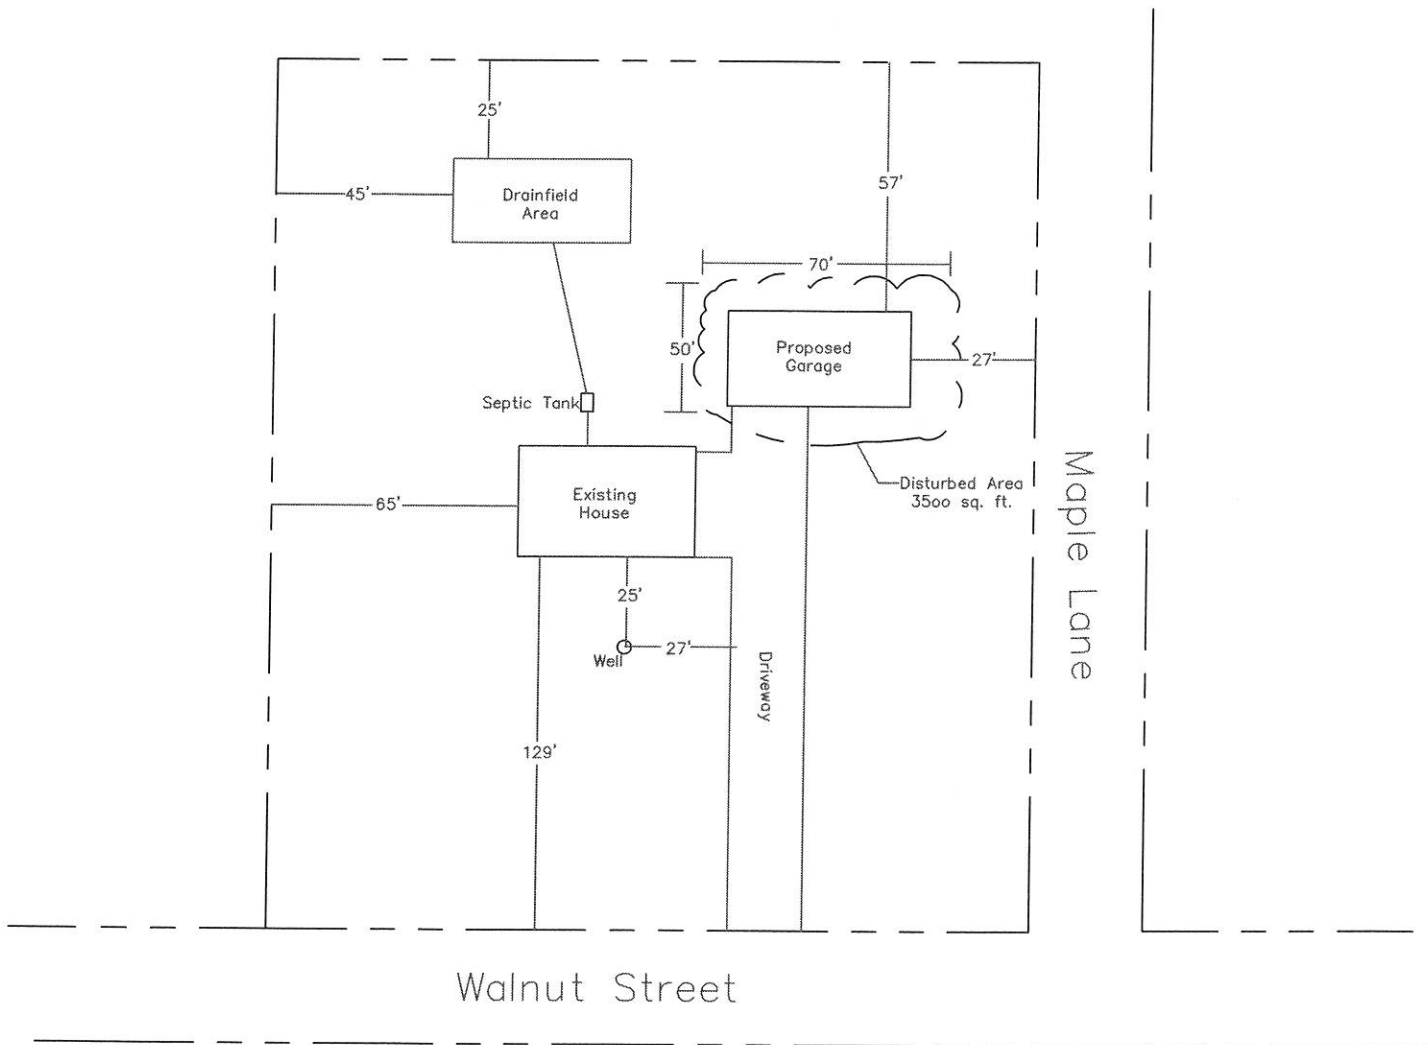 25'
45'
Drainfield
Area
57'
70'
50'
Proposed
Garage
27'
Septic Tank
Existing
House
65'
Disturbed Area
35oo sq. ft.
Maple Lane
25'
Well
27'
Driveway
129'
Walnut Street